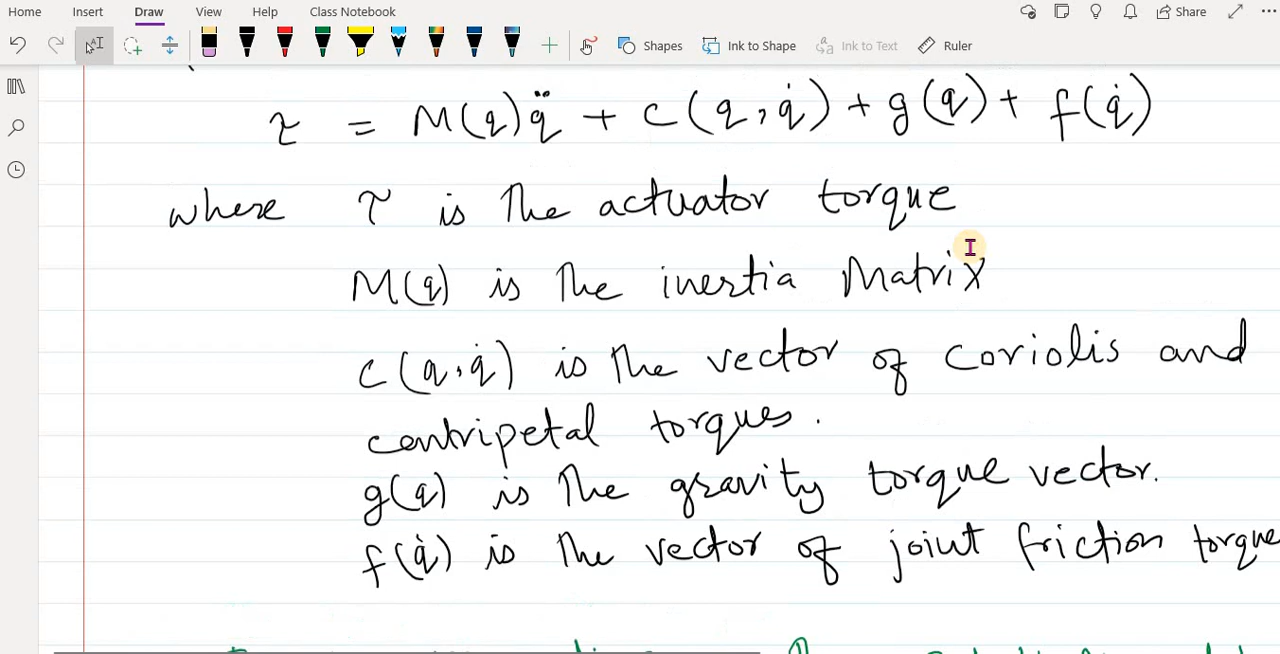 Home Insert Draw View Help Class Notebook Share
Shapes Ink to Shape Ink to Text Ruler
τ = M(q)q̈ + c(q,q̇) + g(q) + f(q̇)
where τ is the actuator torque
M(q) is the inertia Matrix
c(q,q̇) is the vector of Coriolis and
centripetal torques.
g(q) is the gravity torque vector.
f(q̇) is the vector of joint friction torque